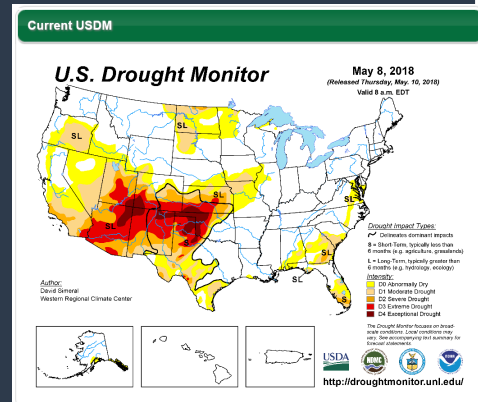 Current USDM
U.S. Drought Monitor
May 8, 2018
(Released Thursday, May. 10, 2018)
Valid 8 a.m. EDT
SL
SL
SL
SL
SL
S
SL
SL
S
Drought Impact Types:
Delineates dominant impacts
S = Short-Term, typically less than
6 months (e.g. agriculture, grasslands)
L = Long-Term, typically greater than
6 months (e.g. hydrology, ecology)
Intensity:
D0 Abnormally Dry
D1 Moderate Drought
D2 Severe Drought
D3 Extreme Drought
D4 Exceptional Drought
Author:
David Simeral
Western Regional Climate Center
The Drought Monitor focuses on broad-
scale conditions. Local conditions may
vary. See accompanying text summary for
forecast statements.
USDA
NDMC
http://droughtmonitor.unl.edu/